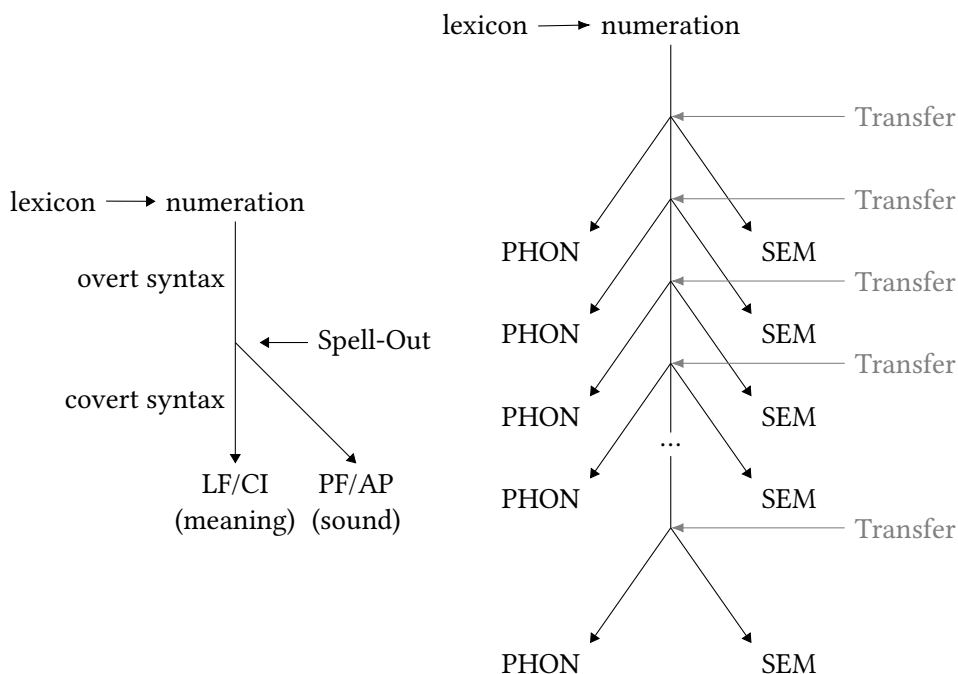 lexicon numeration
overt syntax
Spell-Out
covert syntax
LF/CI PF/AP
(meaning) (sound)
lexicon numeration
Transfer
Transfer
PHON SEM
Transfer
PHON SEM
Transfer
PHON SEM
...
PHON SEM
Transfer
PHON SEM